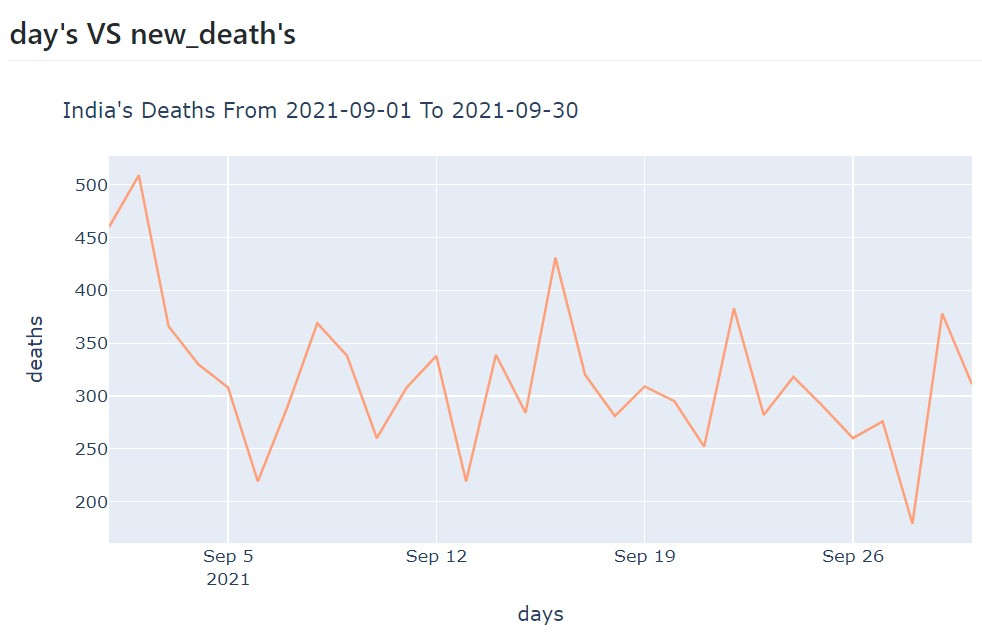 day's VS new_death's
India's Deaths From 2021-09-01 To 2021-09-30
500
450
400
350
300
250
200
deaths
Sep 5
2021
Sep 12
Sep 19
Sep 26
days